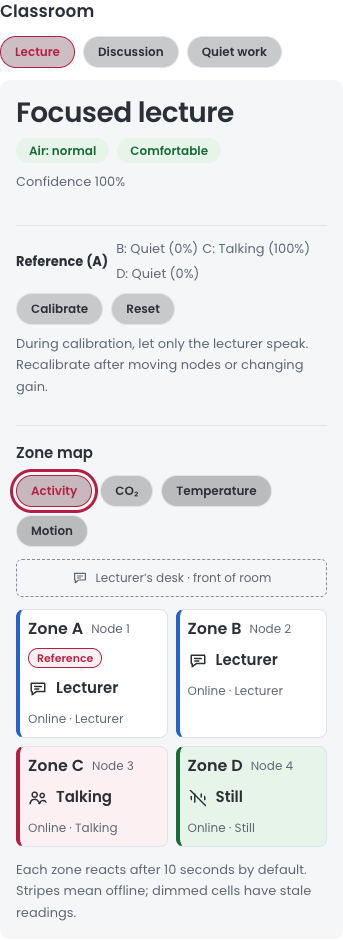 Classroom
Lecture Discussion Quiet work
Focused lecture
Air: normal Comfortable
Confidence 100%
Reference (A) B: Quiet (0%) C: Talking (100%)
D: Quiet (0%)
Calibrate Reset
During calibration, let only the lecturer speak.
Recalibrate after moving nodes or changing
gain.
Zone map
Activity CO₂ Temperature
Motion
Lecturer's desk · front of room
Zone A Node 1
Reference
Lecturer
Online · Lecturer
Zone B Node 2
Lecturer
Online · Lecturer
Zone C Node 3
Talking
Online · Talking
Zone D Node 4
Still
Online · Still
Each zone reacts after 10 seconds by default.
Stripes mean offline; dimmed cells have stale
readings.